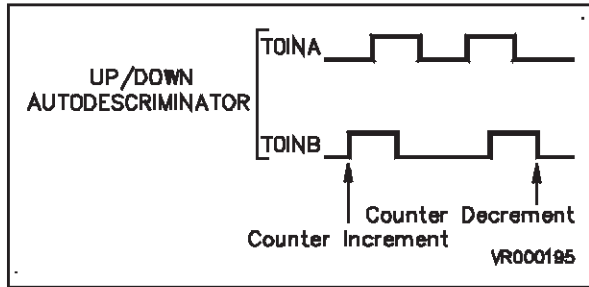 TOINA
UP/DOWN
AUTODESCRIMINATOR
TOINB
Counter Decrement
Counter Increment
VR000195